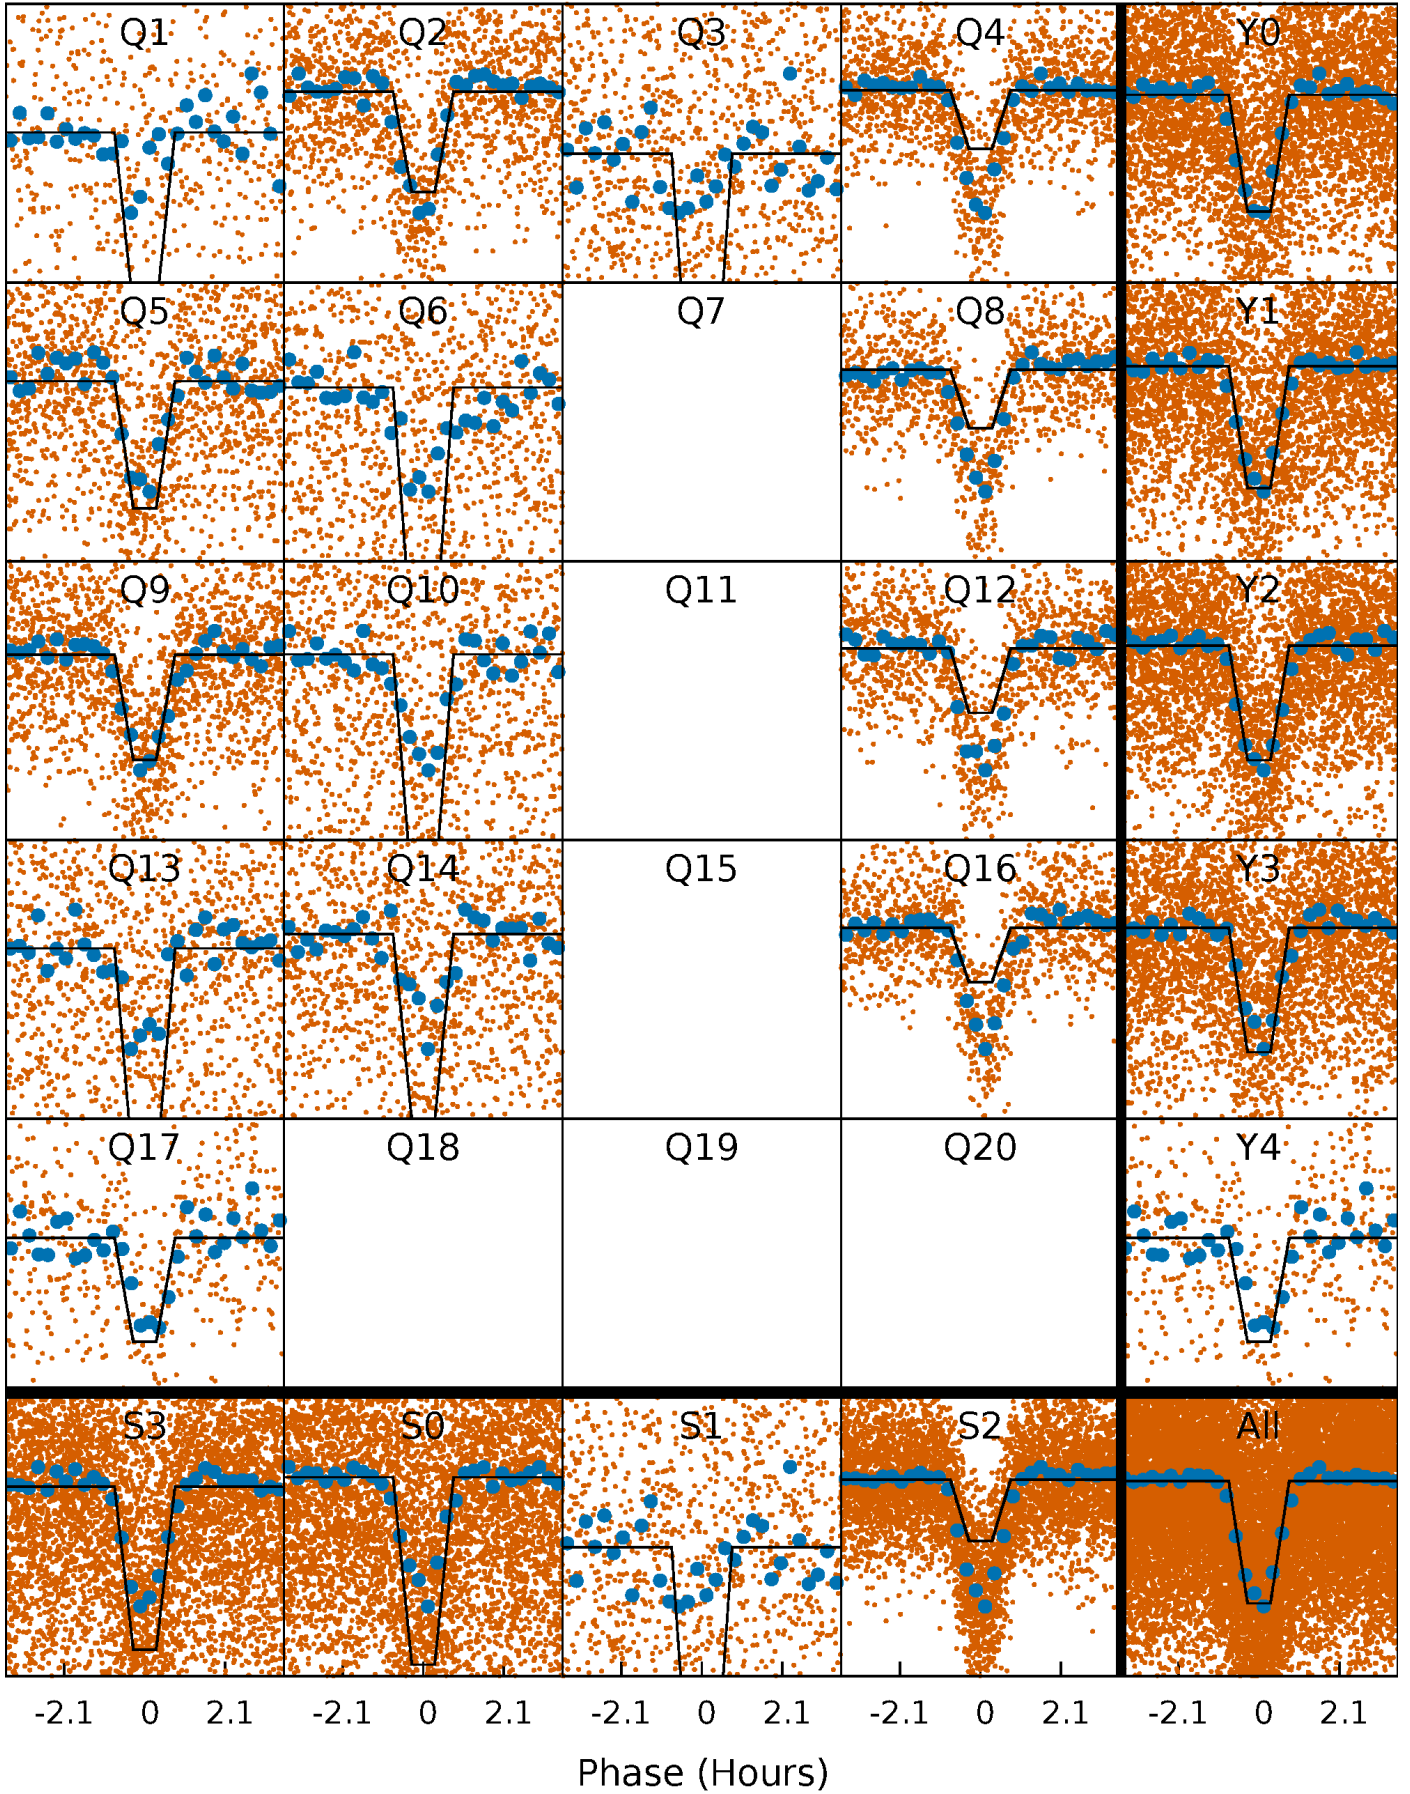 Q1 Q2 Q3 Q4 Y0
Q5 Q6 Q7 Q8 Y1
Q9 Q10 Q11 Q12 Y2
Q13 Q14 Q15 Q16 Y3
Q17 Q18 Q19 Q20 Y4
S3 S0 S1 S2 All
-2.1 0 2.1 -2.1 0 2.1 -2.1 0 2.1 -2.1 0 2.1 -2.1 0 2.1
Phase (Hours)